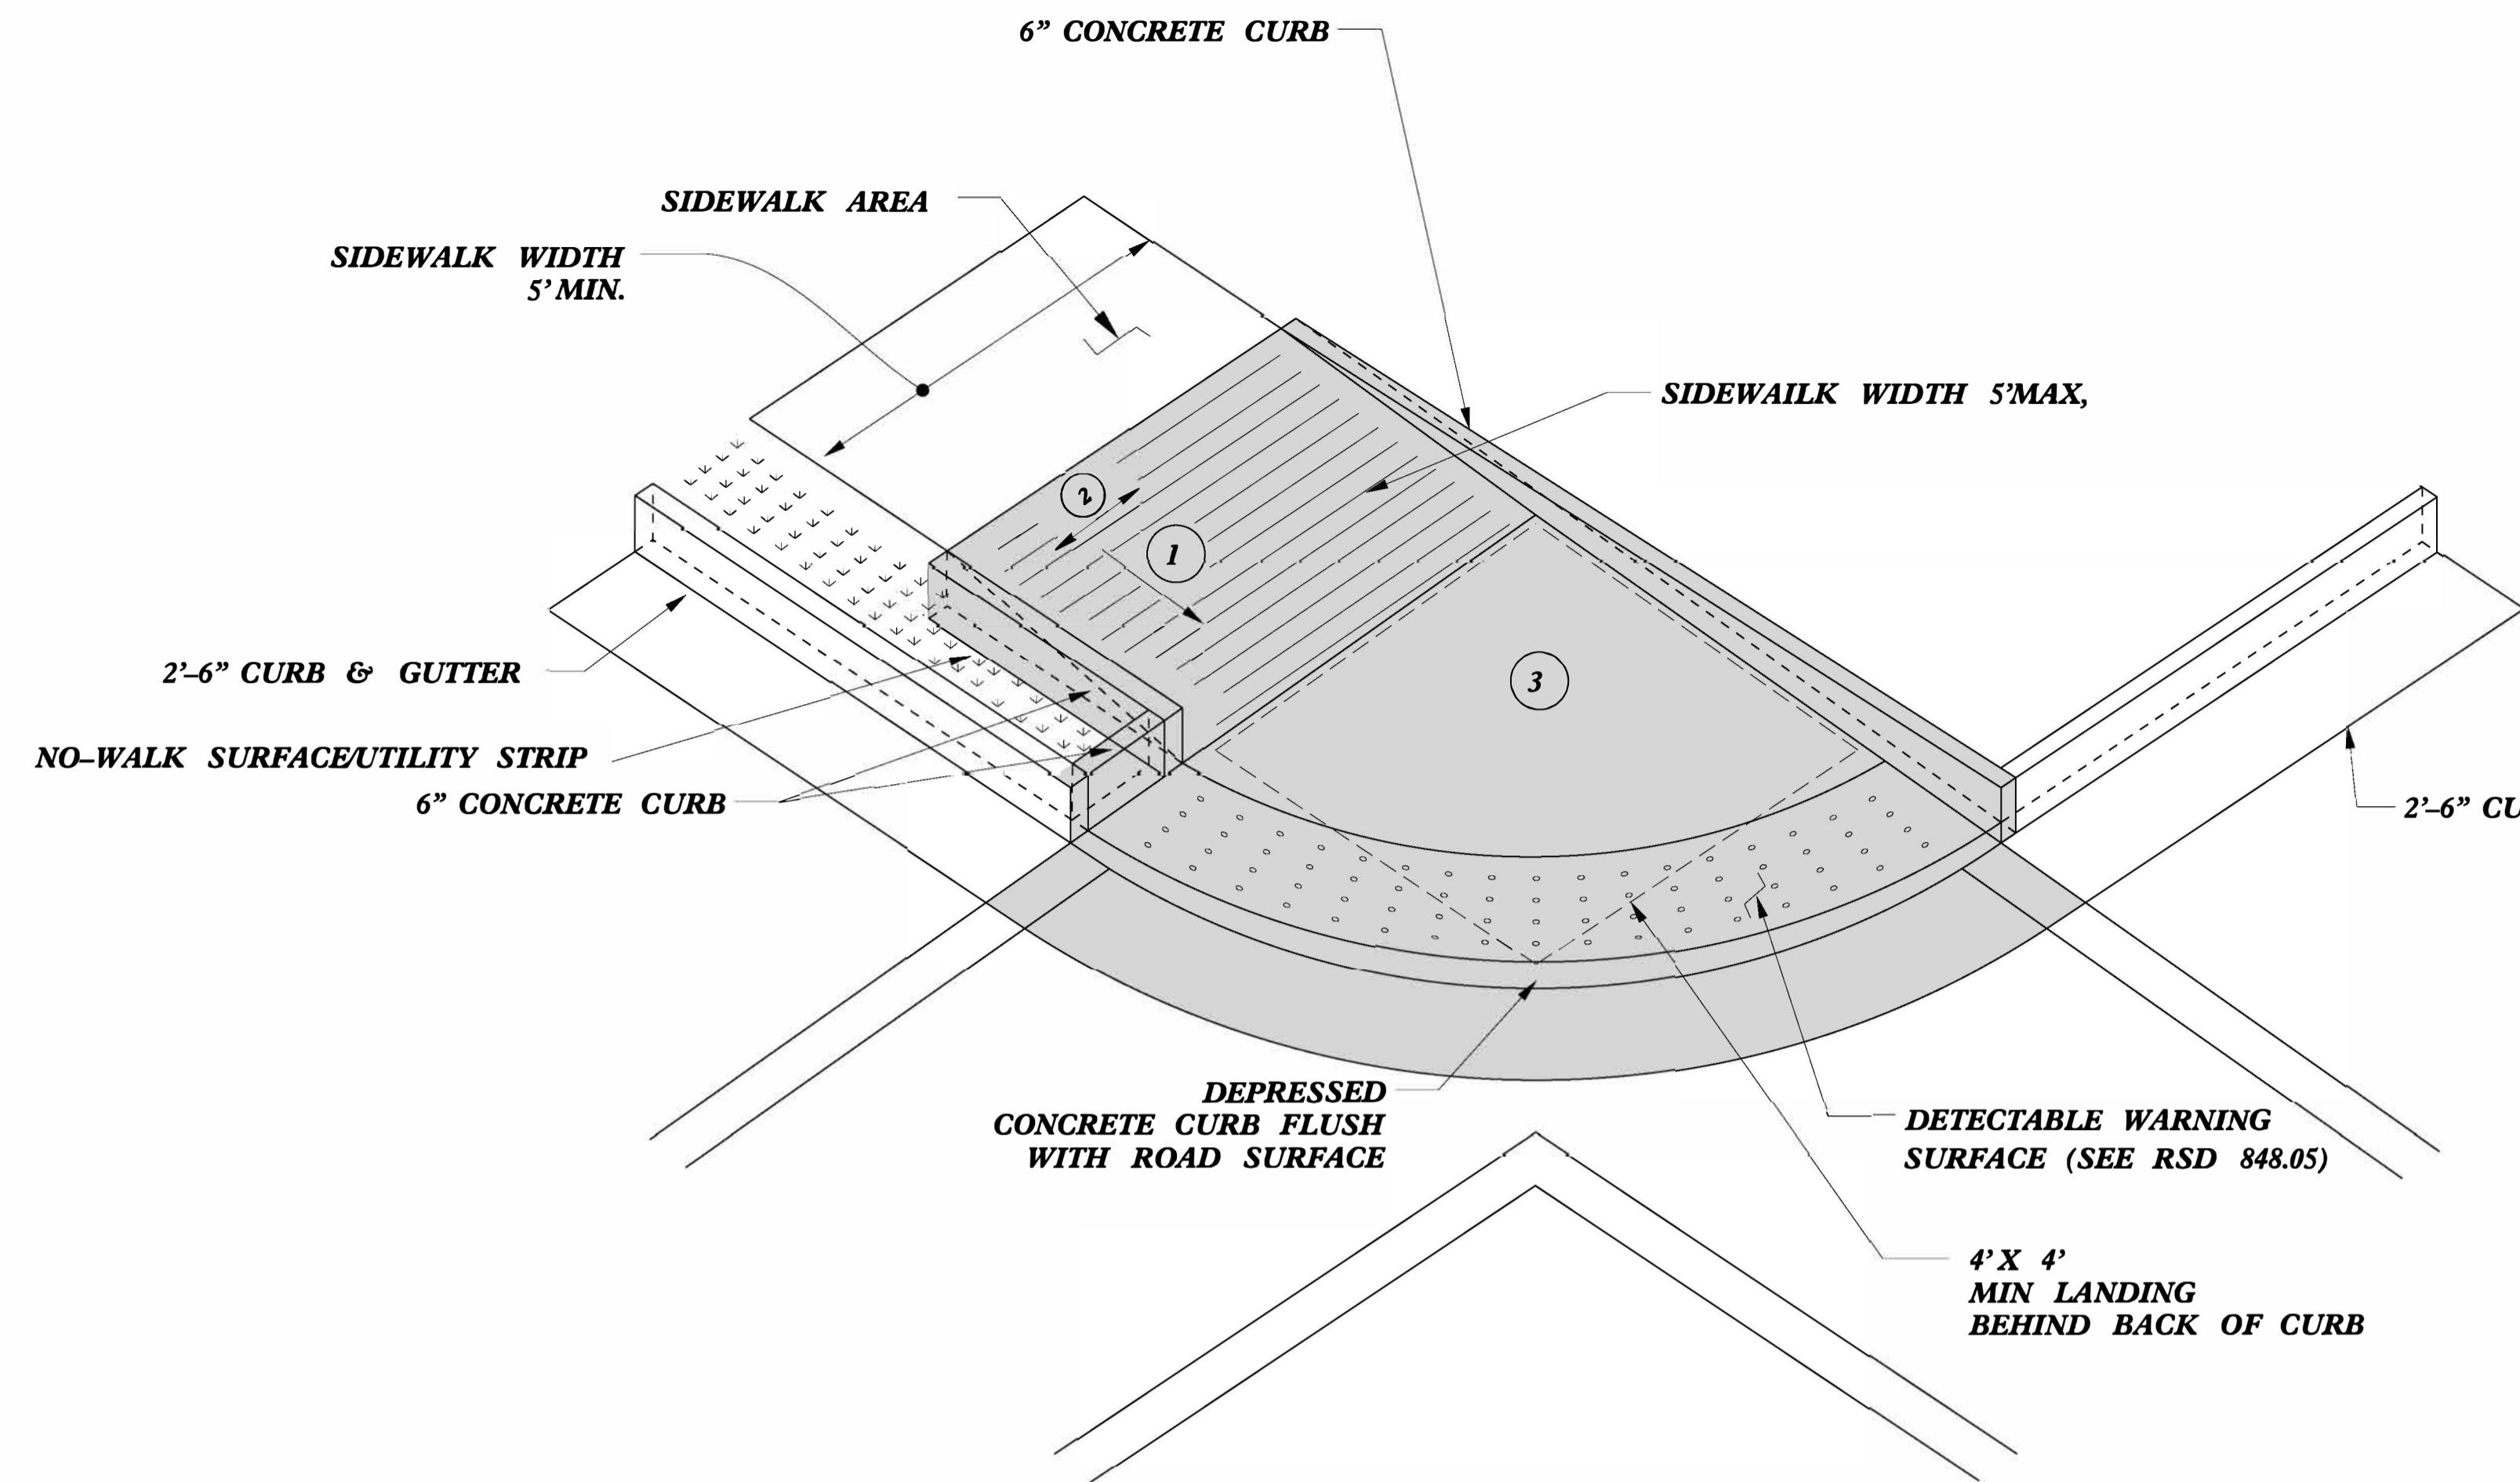 6” CONCRETE CURB
SIDEWALK AREA
SIDEWALK WIDTH
5’ MIN.
SIDEWAILK WIDTH 5’MAX,
2
1
3
2’–6” CURB & GUTTER
NO–WALK SURFACE/UTILITY STRIP
6” CONCRETE CURB
2’–6” CU
DEPRESSED
CONCRETE CURB FLUSH
WITH ROAD SURFACE
DETECTABLE WARNING
SURFACE (SEE RSD 848.05)
4’ X 4’
MIN LANDING
BEHIND BACK OF CURB